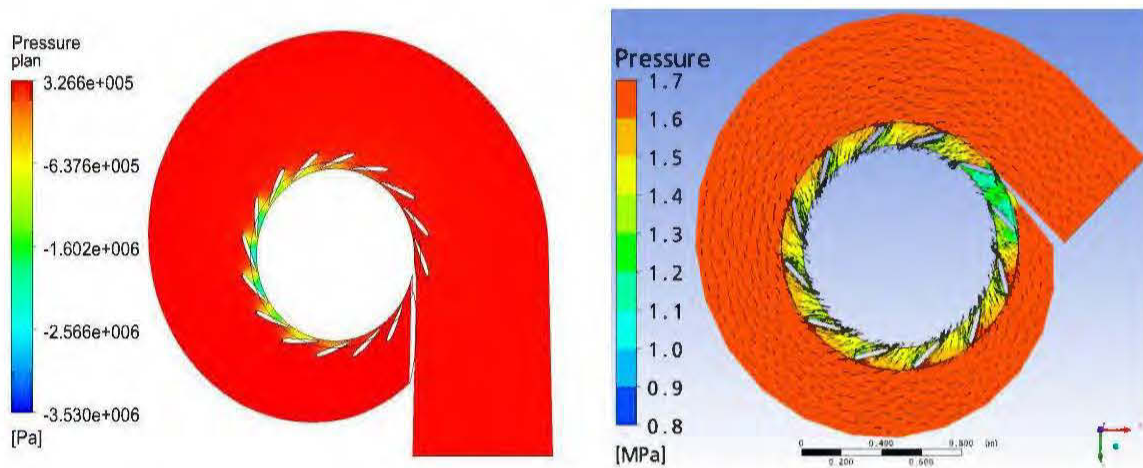 Pressure
plan
3.266e+005
-6.376e+005
-1.602e+006
-2.566e+006
-3.530e+006
[Pa]
Pressure
1.7
1.6
1.5
1.4
1.3
1.2
1.1
1.0
0.9
0.8
[MPa]
0 0.400 0.800 (m)
0.200 0.600